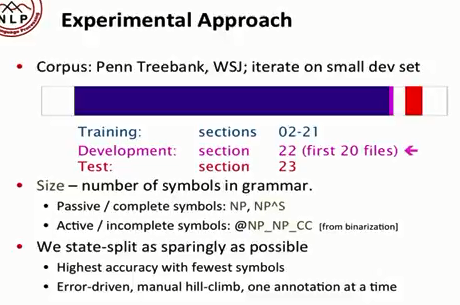 NLP
Experimental Approach
• Corpus: Penn Treebank, WSJ; iterate on small dev set
Training: sections 02-21
Development: section 22 (first 20 files) ←
Test: section 23
• Size – number of symbols in grammar.
• Passive / complete symbols: NP, NP^S
• Active / incomplete symbols: @NP_NP_CC [from binarization]
• We state-split as sparingly as possible
• Highest accuracy with fewest symbols
• Error-driven, manual hill-climb, one annotation at a time